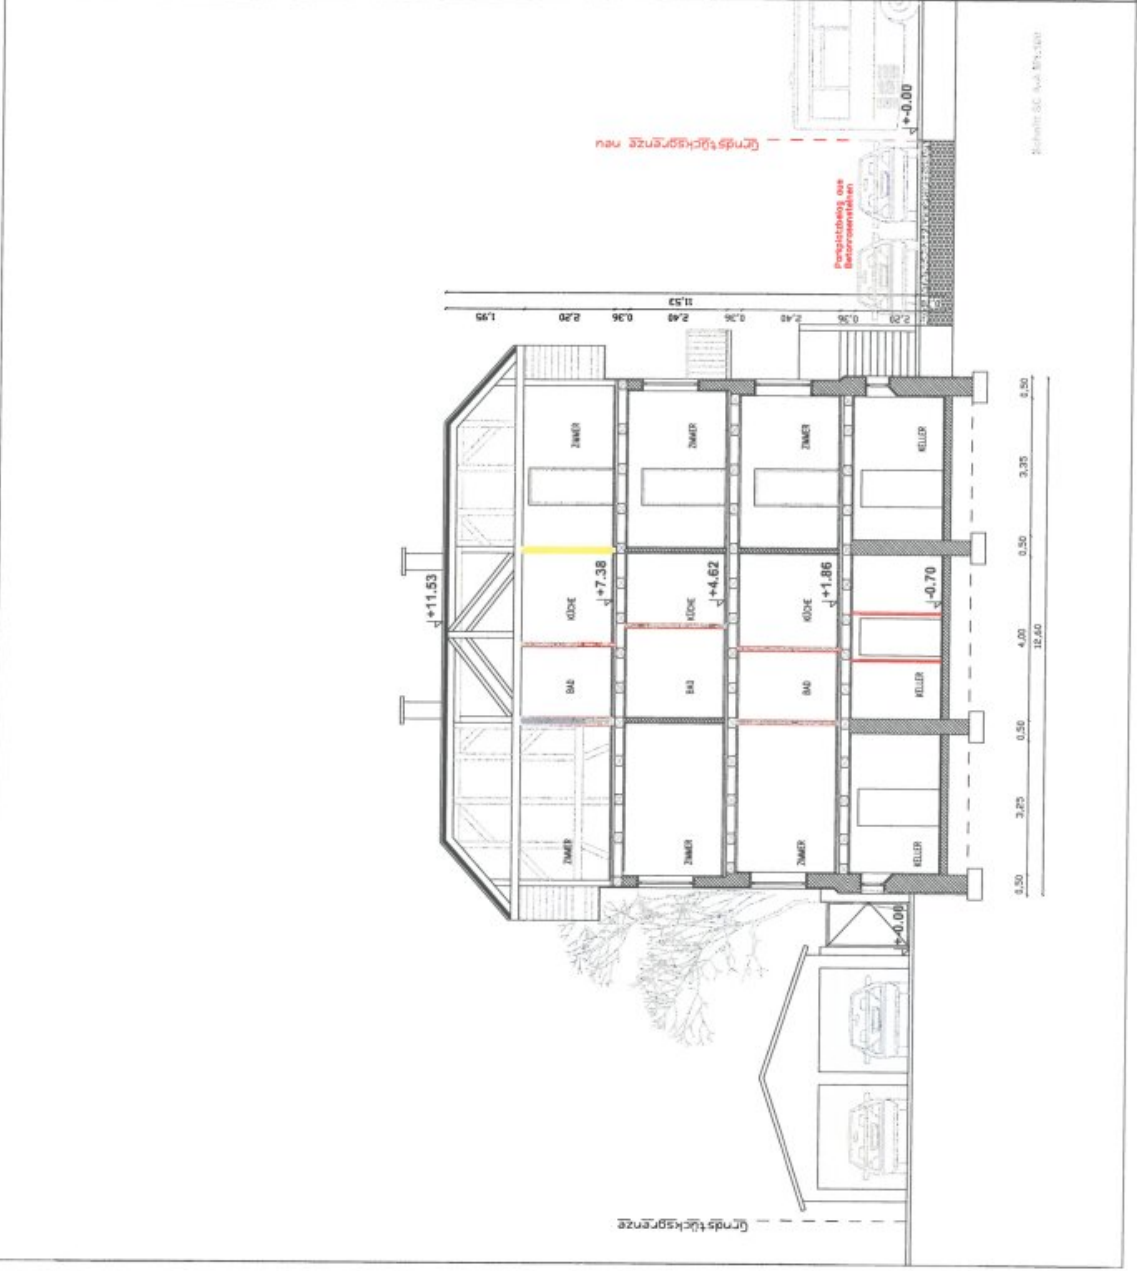 Grndstücksgrenze neu
Parkplatzbelag aus
Betonrasensteinen
+-0.00
11,53
1,95
2,20
0,36
2,40
0,36
2,40
0,36
2,20
+11.53
ZIMMER
KÜCHE
+7.38
BAD
ZIMMER
ZIMMER
KÜCHE
+4.62
BAD
ZIMMER
ZIMMER
KÜCHE
+1.86
BAD
ZIMMER
KELLER
-0.70
KELLER
KELLER
0,50
3,35
0,50
4,00
0,50
3,25
0,50
12,60
+-0.00
Grndstücksgrenze